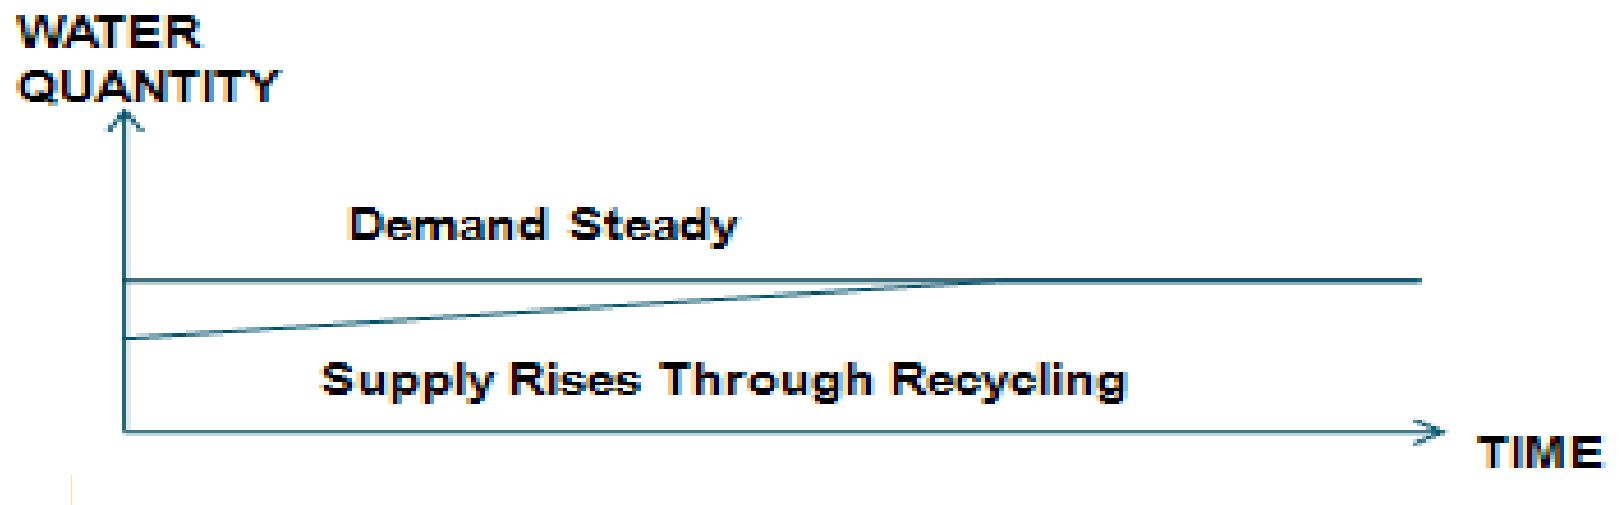 WATER
QUANTITY
Demand Steady
Supply Rises Through Recycling
TIME